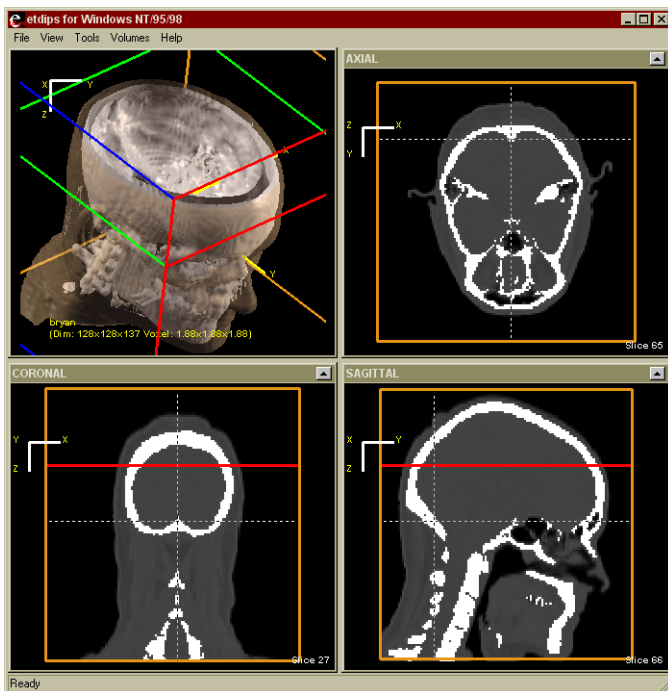 etdips for Windows NT/95/98
File View Tools Volumes Help
X Y
Z
x
Y
bryan
(Dim: 128x128x137 Voxel: 1.88x1.88x1.88)
AXIAL
Z X
Y
Slice 65
CORONAL
Y X
Z
Slice 27
SAGITTAL
X Y
Z
Slice 66
Ready